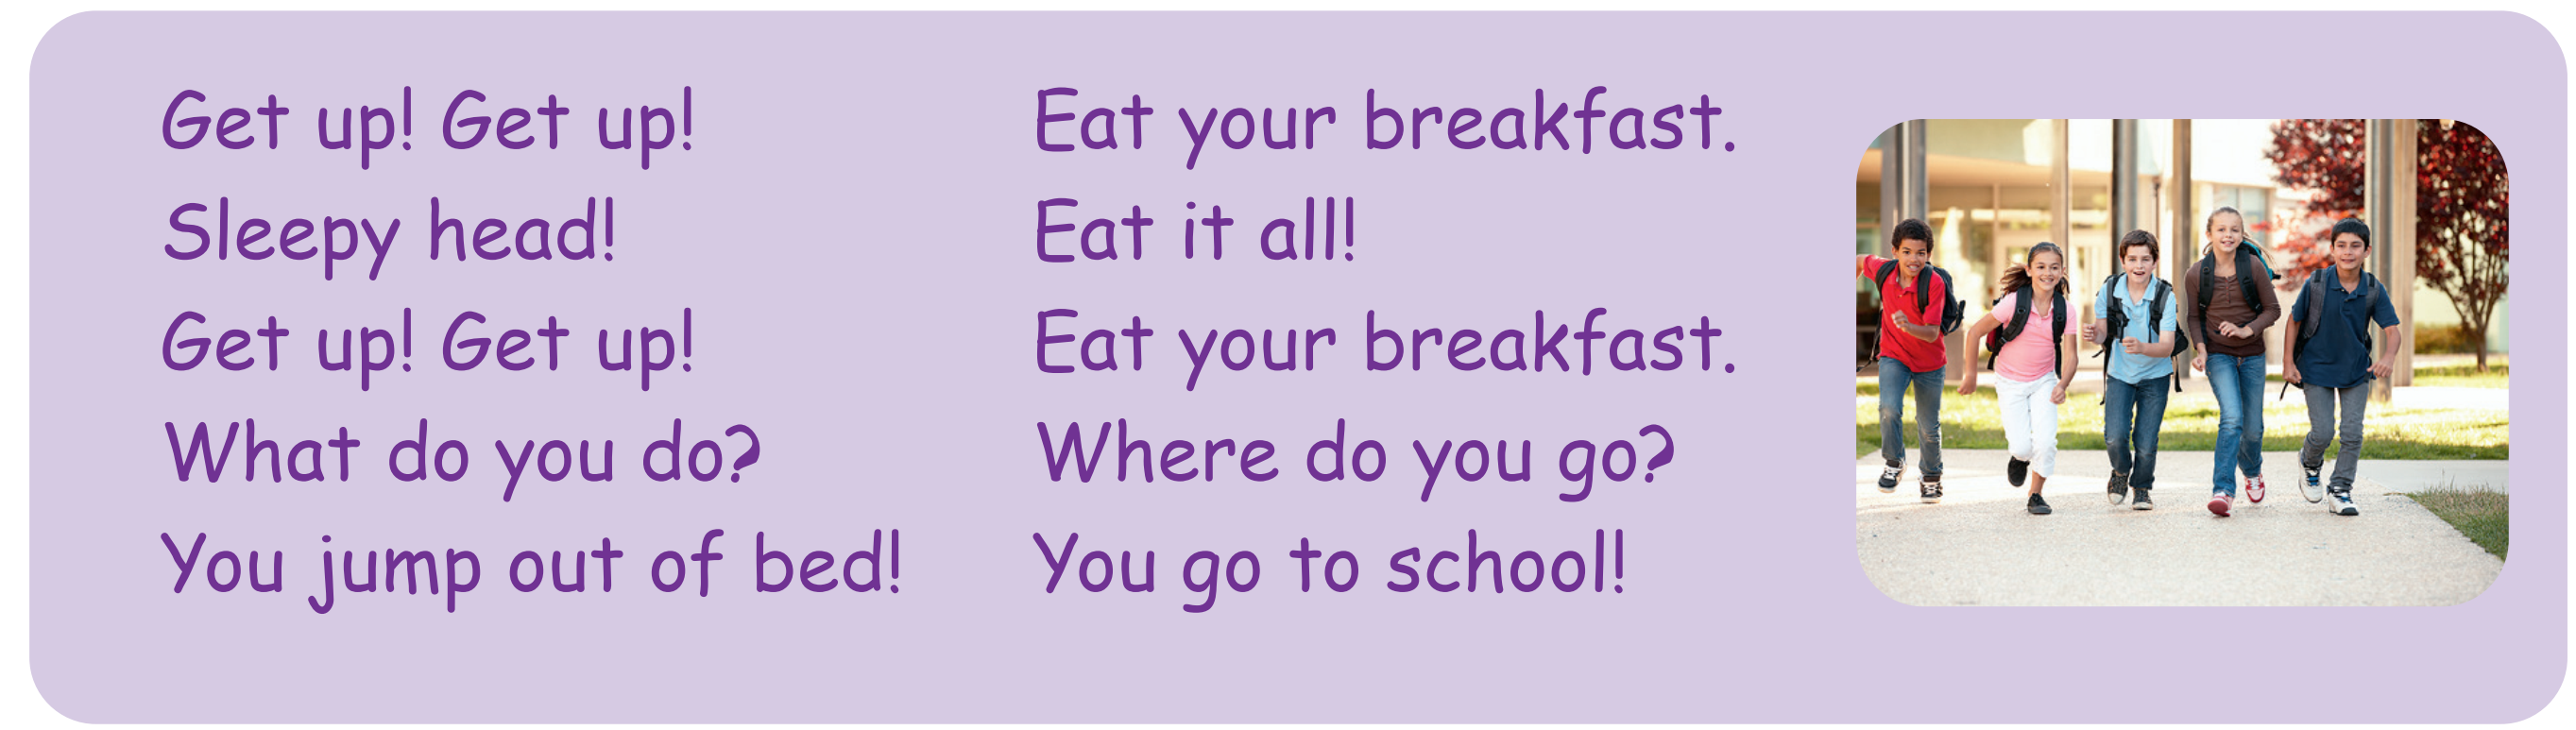 Get up! Get up!
Sleepy head!
Get up! Get up!
What do you do?
You jump out of bed!
Eat your breakfast.
Eat it all!
Eat your breakfast.
Where do you go?
You go to school!